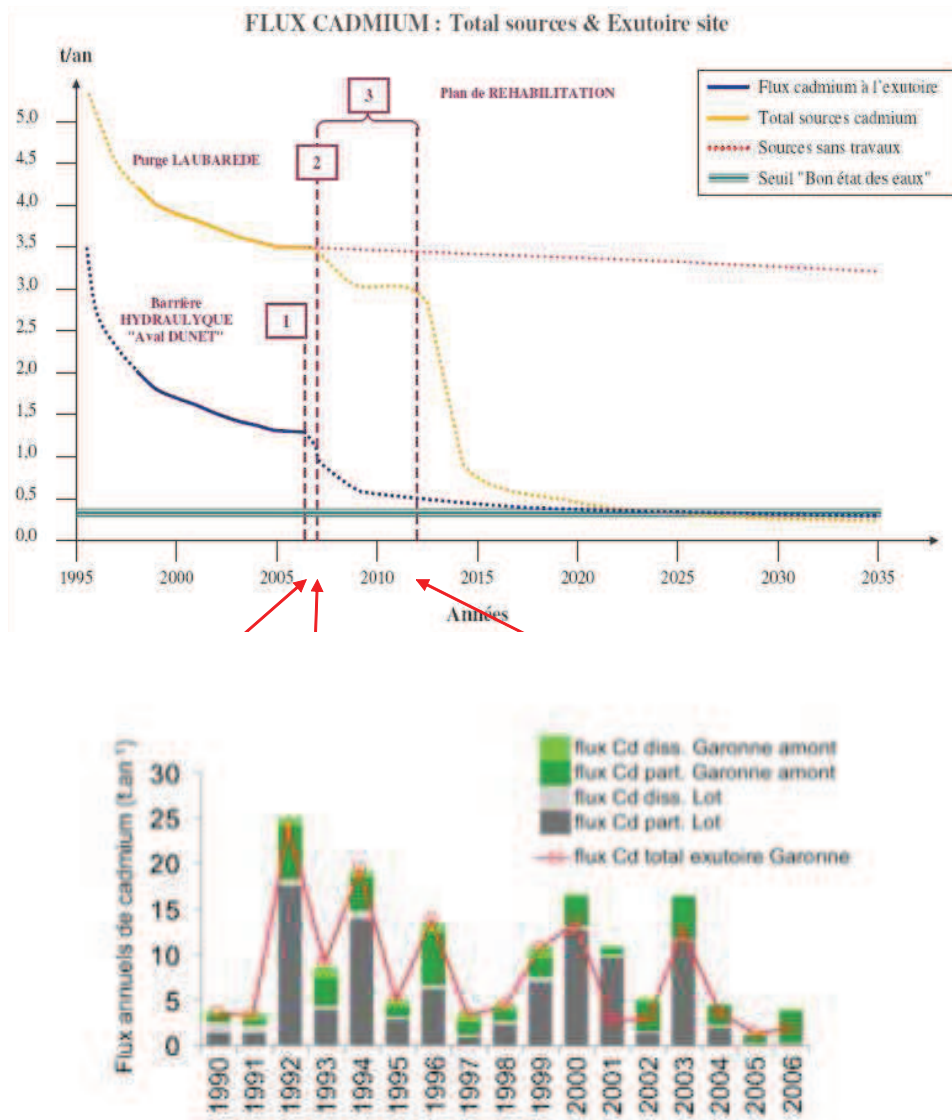 FLUX CADMIUM : Total sources & Exutoire site
t/an
5.0
4.5
4.0
3.5
3.0
2.5
2.0
1.5
1.0
0.5
0.0
Purge LAUBAREDE
3
2
Plan de REHABILITATION
Flux cadmium à l'exutoire
Total sources cadmium
Sources sans travaux
Seuil "Bon état des eaux"
Barrière
HYDRAULYQUE
"Aval DUNET"
1
1995 2000 2005 2010 2015 2020 2025 2030 2035
Années
Flux annuels de cadmium (t.an⁻¹)
30
25
20
15
10
5
0
flux Cd diss. Garonne amont
flux Cd part. Garonne amont
flux Cd diss. Lot
flux Cd part. Lot
flux Cd total exutoire Garonne
1990 1991 1992 1993 1994 1995 1996 1997 1998 1999 2000 2001 2002 2003 2004 2005 2006